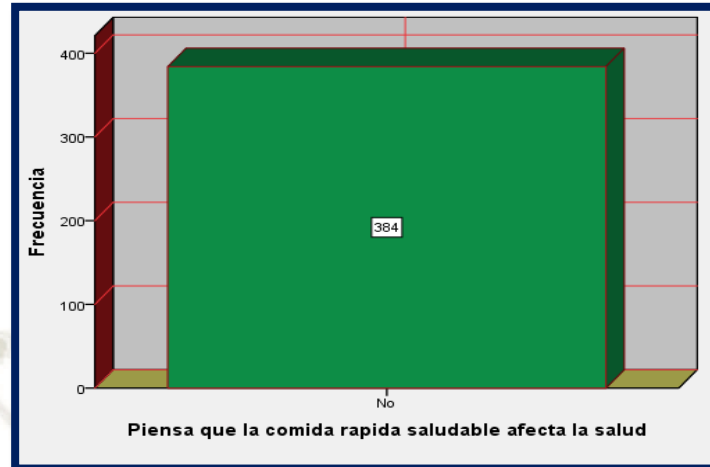 Frecuencia
400
300
200
100
0
384
No
Piensa que la comida rapida saludable afecta la salud